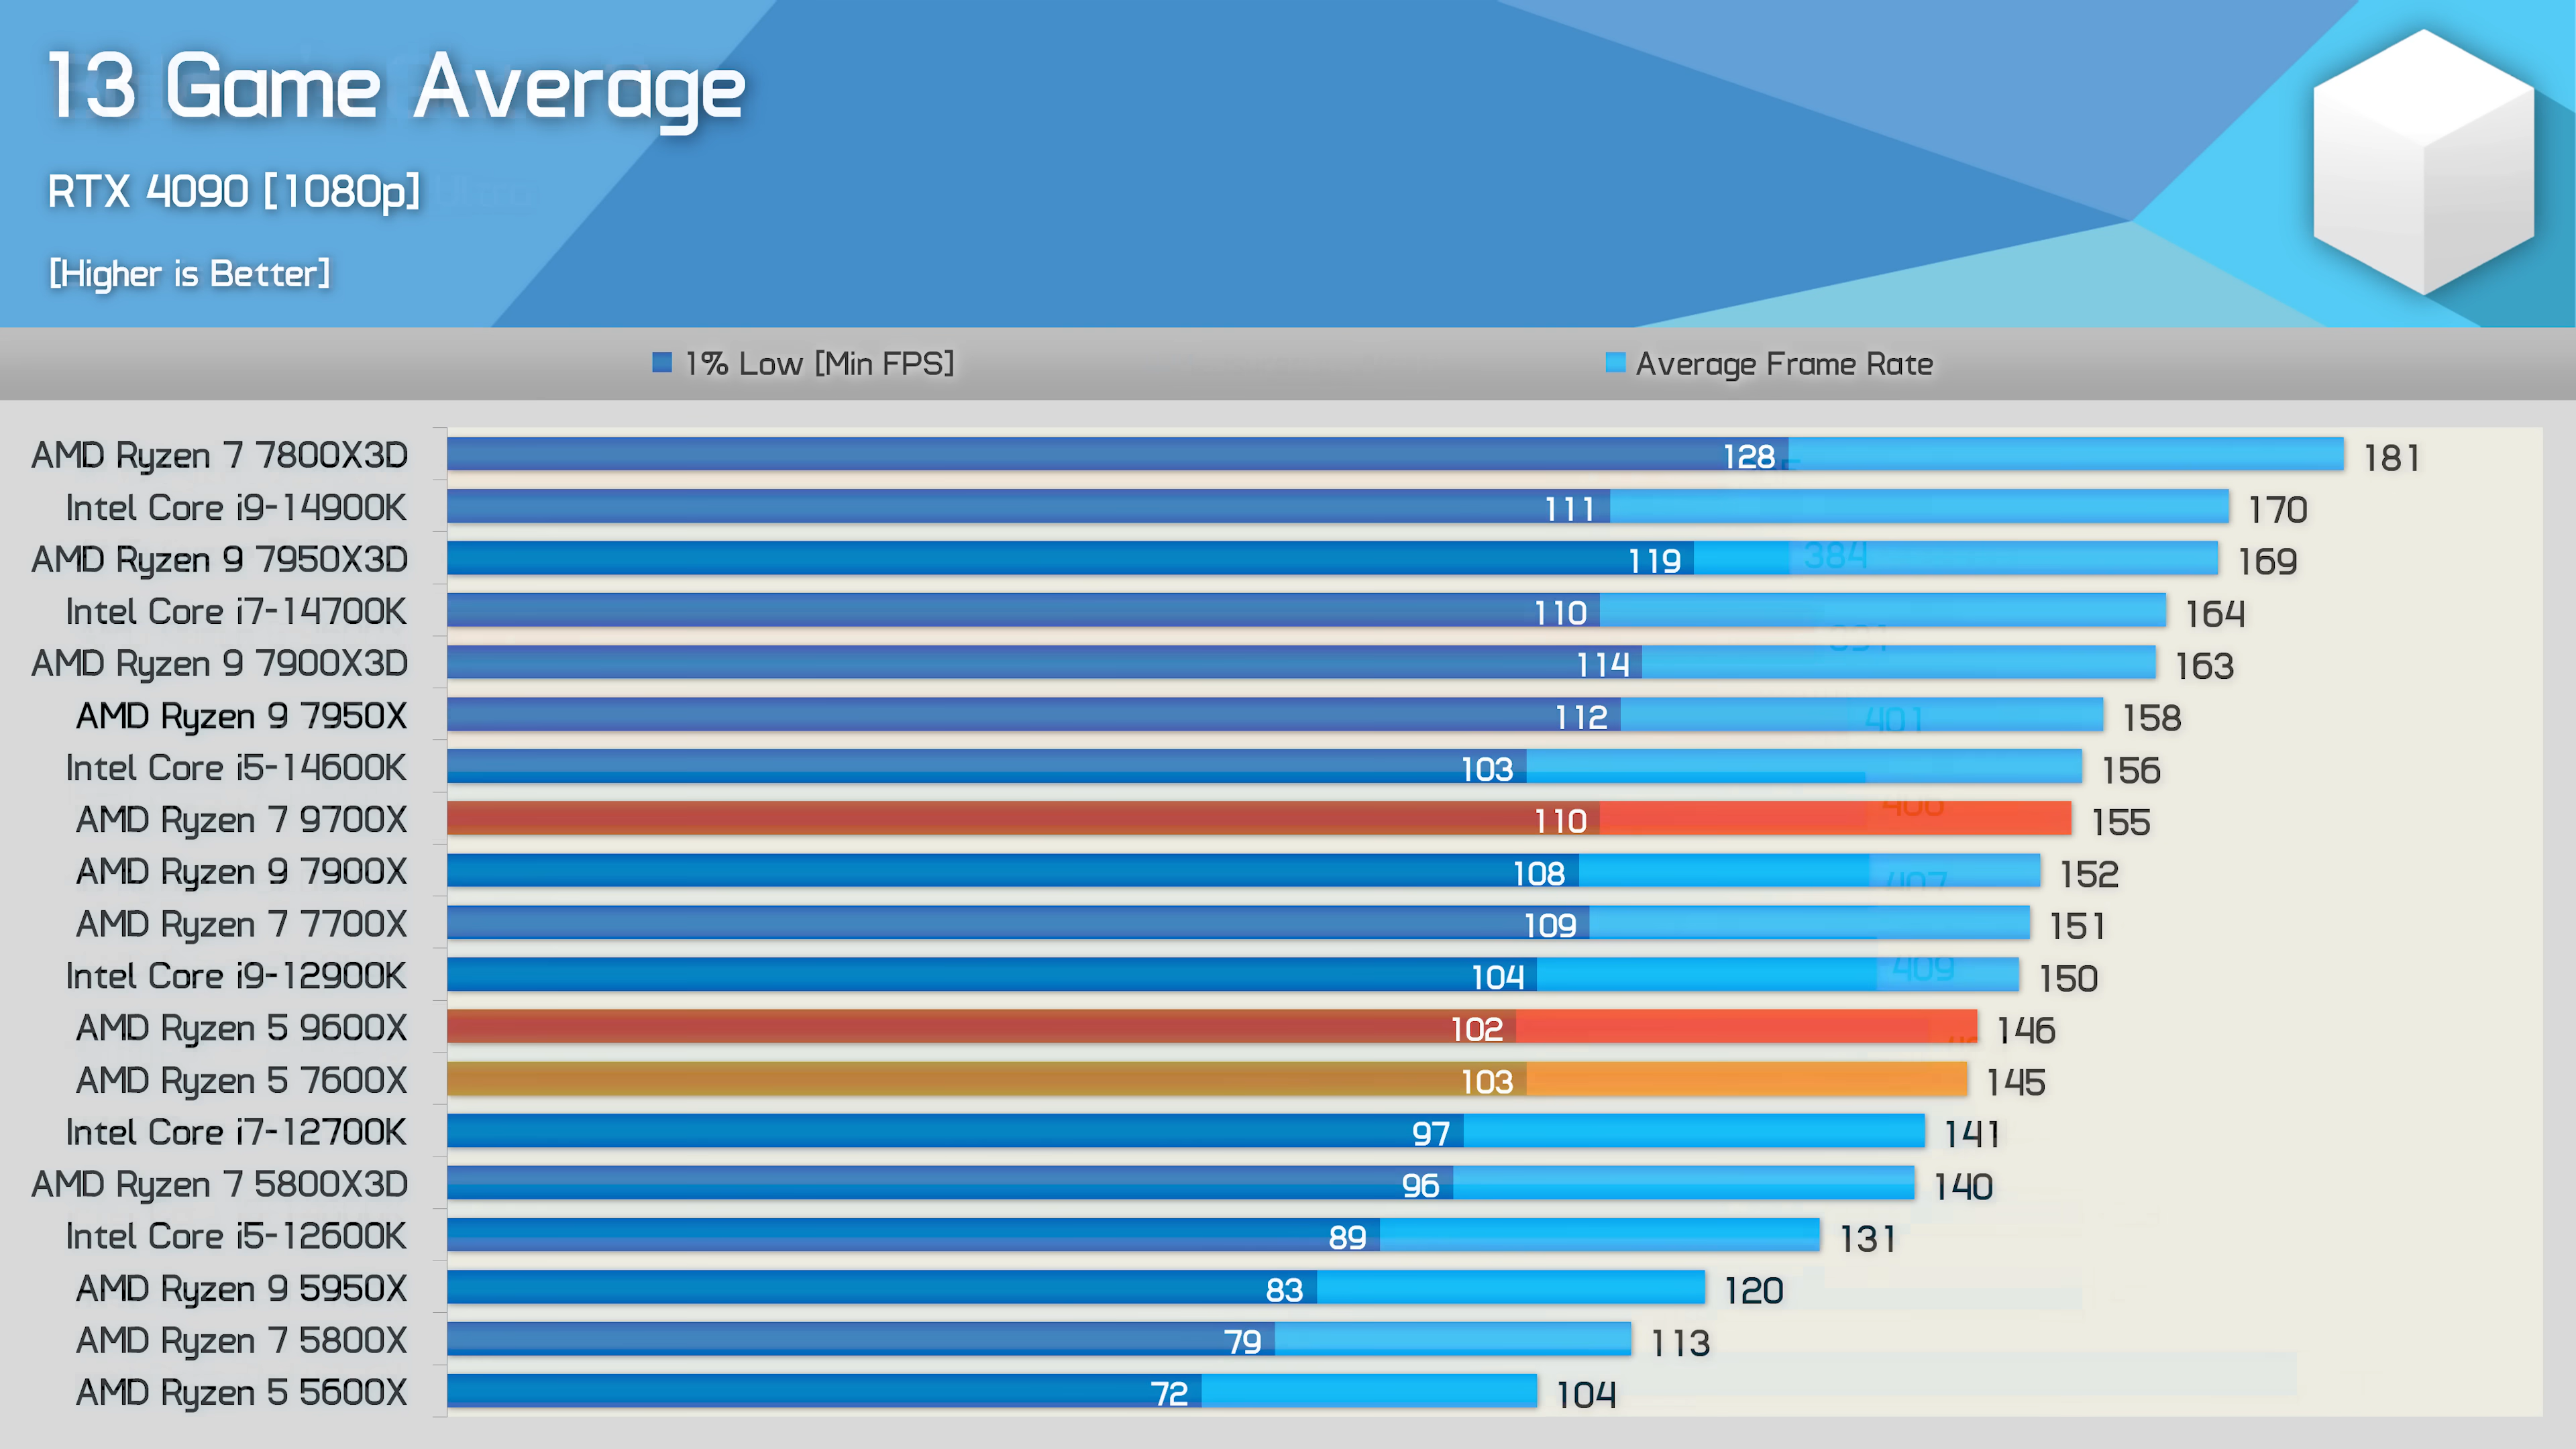 13 Game Average
RTX 4090 [1080p]
[Higher is Better]
1% Low [Min FPS] Average Frame Rate
AMD Ryzen 7 7800X3D 128 181
Intel Core i9-14900K 111 170
AMD Ryzen 9 7950X3D 119 384 169
Intel Core i7-14700K 110 164
AMD Ryzen 9 7900X3D 114 163
AMD Ryzen 9 7950X 112 401 158
Intel Core i5-14600K 103 156
AMD Ryzen 7 9700X 110 155
AMD Ryzen 9 7900X 108 407 152
AMD Ryzen 7 7700X 109 151
Intel Core i9-12900K 104 409 150
AMD Ryzen 5 9600X 102 146
AMD Ryzen 5 7600X 103 145
Intel Core i7-12700K 97 141
AMD Ryzen 7 5800X3D 96 140
Intel Core i5-12600K 89 131
AMD Ryzen 9 5950X 83 120
AMD Ryzen 7 5800X 79 113
AMD Ryzen 5 5600X 72 104